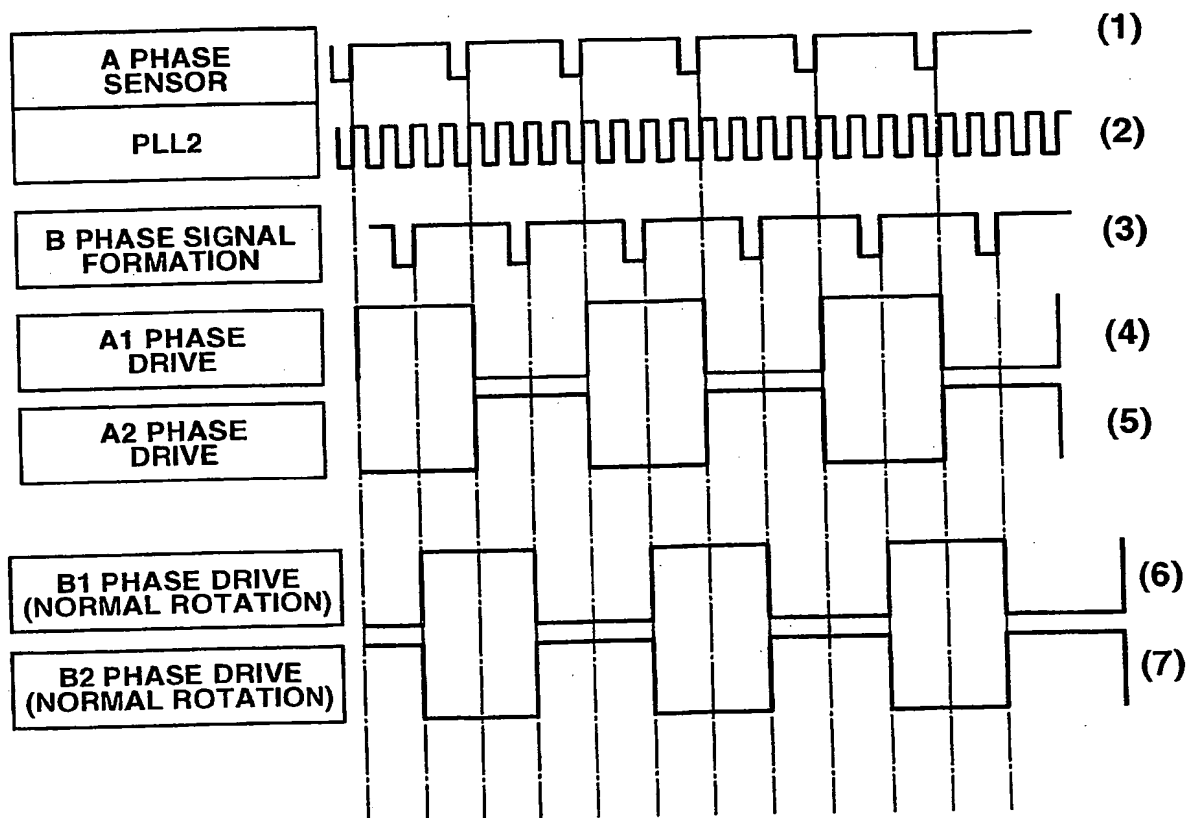 A PHASE
SENSOR
(1)
PLL2
(2)
B PHASE SIGNAL
FORMATION
(3)
A1 PHASE
DRIVE
(4)
A2 PHASE
DRIVE
(5)
B1 PHASE DRIVE
(NORMAL ROTATION)
(6)
B2 PHASE DRIVE
(NORMAL ROTATION)
(7)